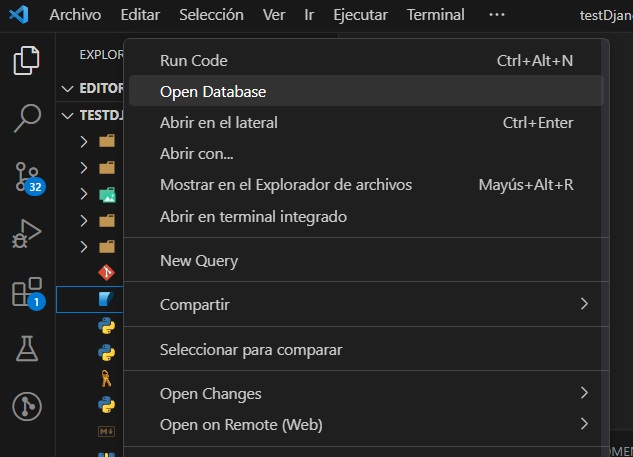 Archivo Editar Selección Ver Ir Ejecutar Terminal ··· testDjan
EXPLOR
EDITOR
TESTDJ
Run Code Ctrl+Alt+N
Open Database
Abrir en el lateral Ctrl+Enter
Abrir con...
Mostrar en el Explorador de archivos Mayús+Alt+R
Abrir en terminal integrado
32
New Query
1
Compartir
Seleccionar para comparar
Open Changes
Open on Remote (Web)
OMEN